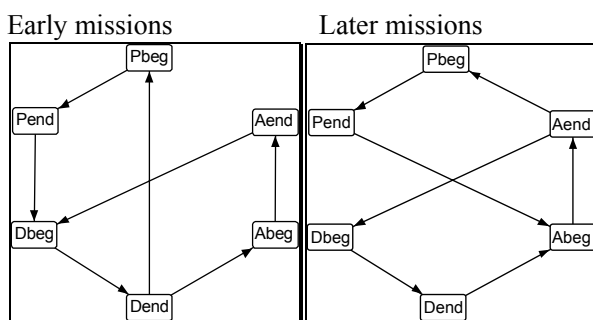 Early missions
Later missions
Pbeg
Pend
Aend
Dbeg
Abeg
Dend
Pbeg
Pend
Aend
Dbeg
Abeg
Dend